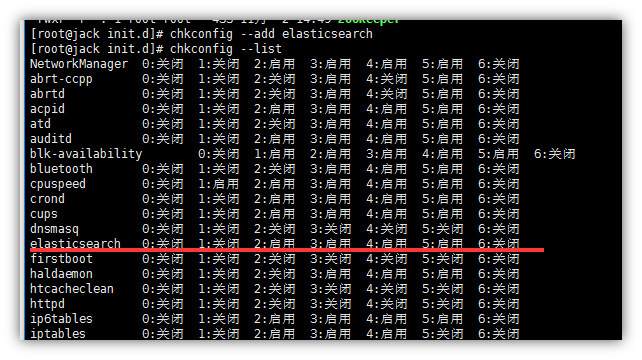 root root 14:49 zookeeper
[root@jack init.d]# chkconfig --add elasticsearch
[root@jack init.d]# chkconfig --list
NetworkManager 0:关闭 1:关闭 2:启用 3:启用 4:启用 5:启用 6:关闭
abrt-ccpp 0:关闭 1:关闭 2:关闭 3:启用 4:关闭 5:启用 6:关闭
abrtd 0:关闭 1:关闭 2:关闭 3:启用 4:关闭 5:启用 6:关闭
acpid 0:关闭 1:关闭 2:启用 3:启用 4:启用 5:启用 6:关闭
atd 0:关闭 1:关闭 2:关闭 3:启用 4:启用 5:启用 6:关闭
auditd 0:关闭 1:关闭 2:启用 3:启用 4:启用 5:启用 6:关闭
blk-availability 0:关闭 1:启用 2:启用 3:启用 4:启用 5:启用 6:关闭
bluetooth 0:关闭 1:关闭 2:关闭 3:启用 4:启用 5:启用 6:关闭
cpuspeed 0:关闭 1:启用 2:启用 3:启用 4:启用 5:启用 6:关闭
crond 0:关闭 1:关闭 2:启用 3:启用 4:启用 5:启用 6:关闭
cups 0:关闭 1:关闭 2:启用 3:启用 4:启用 5:启用 6:关闭
dnsmasq 0:关闭 1:关闭 2:关闭 3:关闭 4:关闭 5:关闭 6:关闭
elasticsearch 0:关闭 1:关闭 2:启用 3:启用 4:启用 5:启用 6:关闭
firstboot 0:关闭 1:关闭 2:关闭 3:关闭 4:关闭 5:关闭 6:关闭
haldaemon 0:关闭 1:关闭 2:关闭 3:启用 4:启用 5:启用 6:关闭
htcacheclean 0:关闭 1:关闭 2:关闭 3:关闭 4:关闭 5:关闭 6:关闭
httpd 0:关闭 1:关闭 2:关闭 3:关闭 4:关闭 5:关闭 6:关闭
ip6tables 0:关闭 1:关闭 2:启用 3:启用 4:启用 5:启用 6:关闭
iptables 0:关闭 1:关闭 2:启用 3:启用 4:启用 5:启用 6:关闭